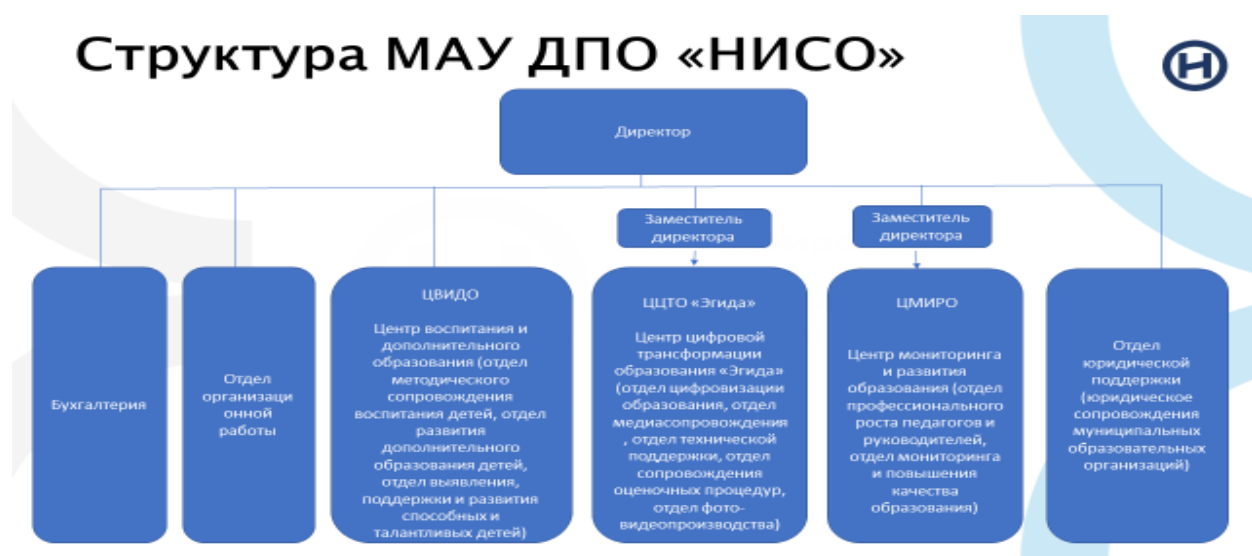 Структура МАУ ДПО «НИСО»
Н
Директор
Заместитель
директора
Заместитель
директора
Бухгалтерия
Отдел
организаци
онной
работы
ЦВИДО
Центр воспитания и
дополнительного
образования (отдел
методического
сопровождения
воспитания детей, отдел
развития
дополнительного
образования детей,
отдел выявления,
поддержки и развития
способных и
талантливых детей)
ЦЦТО «Эгида»
Центр цифровой
трансформации
образования «Эгида»
(отдел цифровизации
образования, отдел
медиасопровождения
, отдел технической
поддержки, отдел
сопровождения
оценочных процедур,
отдел фото-
видеопроизводства)
ЦМИРО
Центр мониторинга
и развития
образования (отдел
профессионального
роста педагогов и
руководителей,
отдел мониторинга
и повышения
качества
образования)
Отдел
юридической
поддержки
(юридическое
сопровождения
муниципальных
образовательных
организаций)